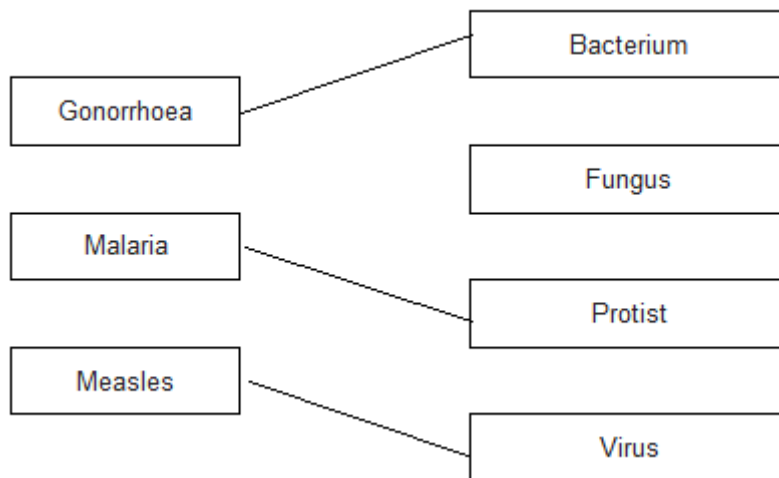 Bacterium
Gonorrhoea
Fungus
Malaria
Protist
Measles
Virus